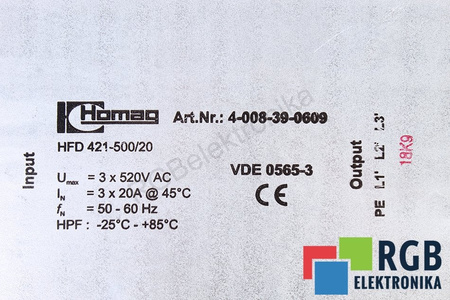 Homag
Art.Nr.: 4-008-39-0609
HFD 421-500/20
VDE 0565-3
Input
Umax = 3 x 520V AC
IN = 3 x 20A @ 45°C
fN = 50 - 60 Hz
HPF: -25°C - +85°C
CE
Output
PE L1' L2' L3'
18K9
RGBelektronika
RGB
ELEKTRONIKA